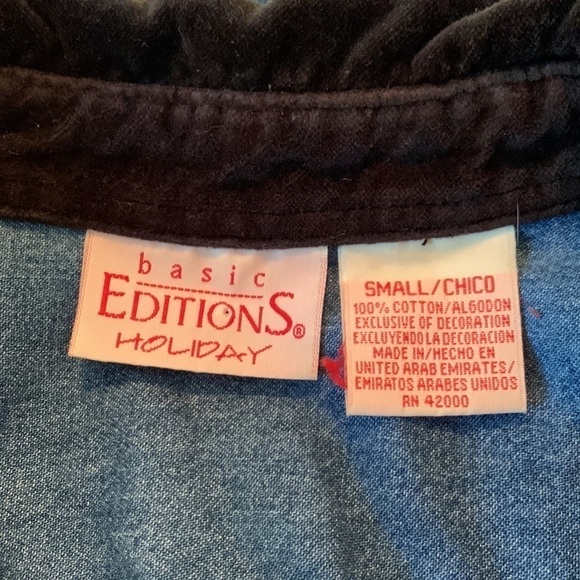 basic
EDITIONS®
HOLIDAY
SMALL/CHICO
100% COTTON/ALGODON
EXCLUSIVE OF DECORATION
EXCLUYENDO LA DECORACION
MADE IN/HECHO EN
UNITED ARAB EMIRATES/
EMIRATOS ARABES UNIDOS
RN 42000